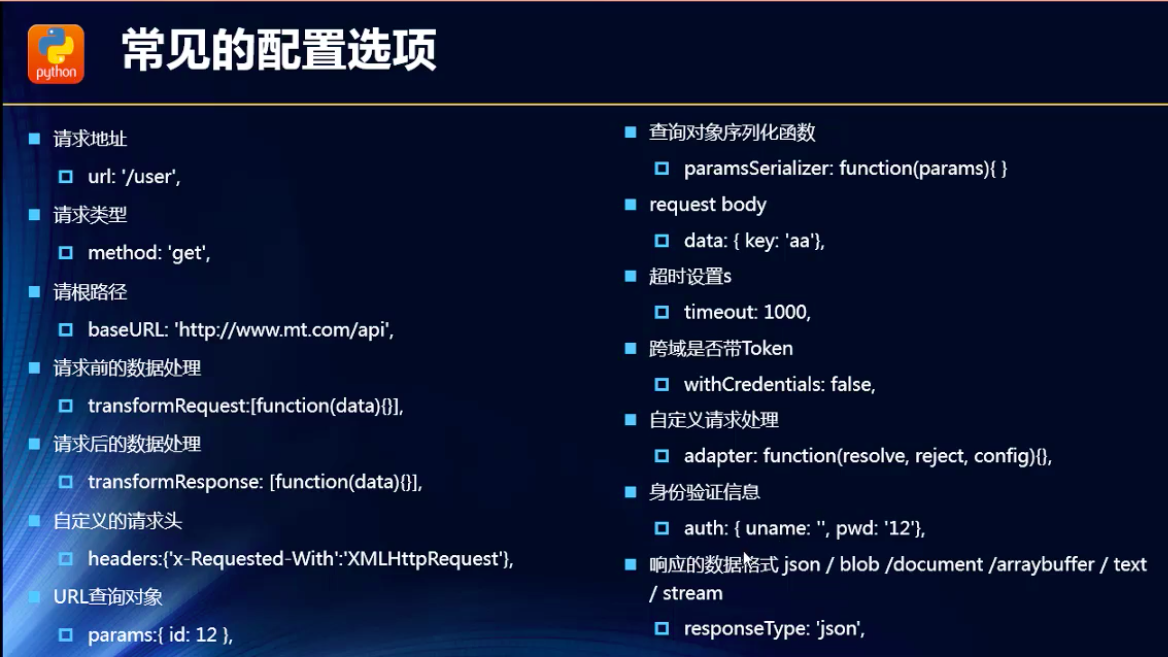 python
常见的配置选项
请求地址
url: '/user',
请求类型
method: 'get',
请根路径
baseURL: 'http://www.mt.com/api',
请求前的数据处理
transformRequest:[function(data){}],
请求后的数据处理
transformResponse: [function(data){}],
自定义的请求头
headers:{'x-Requested-With':'XMLHttpRequest'},
URL查询对象
params:{ id: 12 },
查询对象序列化函数
paramsSerializer: function(params){ }
request body
data: { key: 'aa'},
超时设置s
timeout: 1000,
跨域是否带Token
withCredentials: false,
自定义请求处理
adapter: function(resolve, reject, config){},
身份验证信息
auth: { uname: '', pwd: '12'},
响应的数据格式 json / blob /document /arraybuffer / text
/ stream
responseType: 'json',